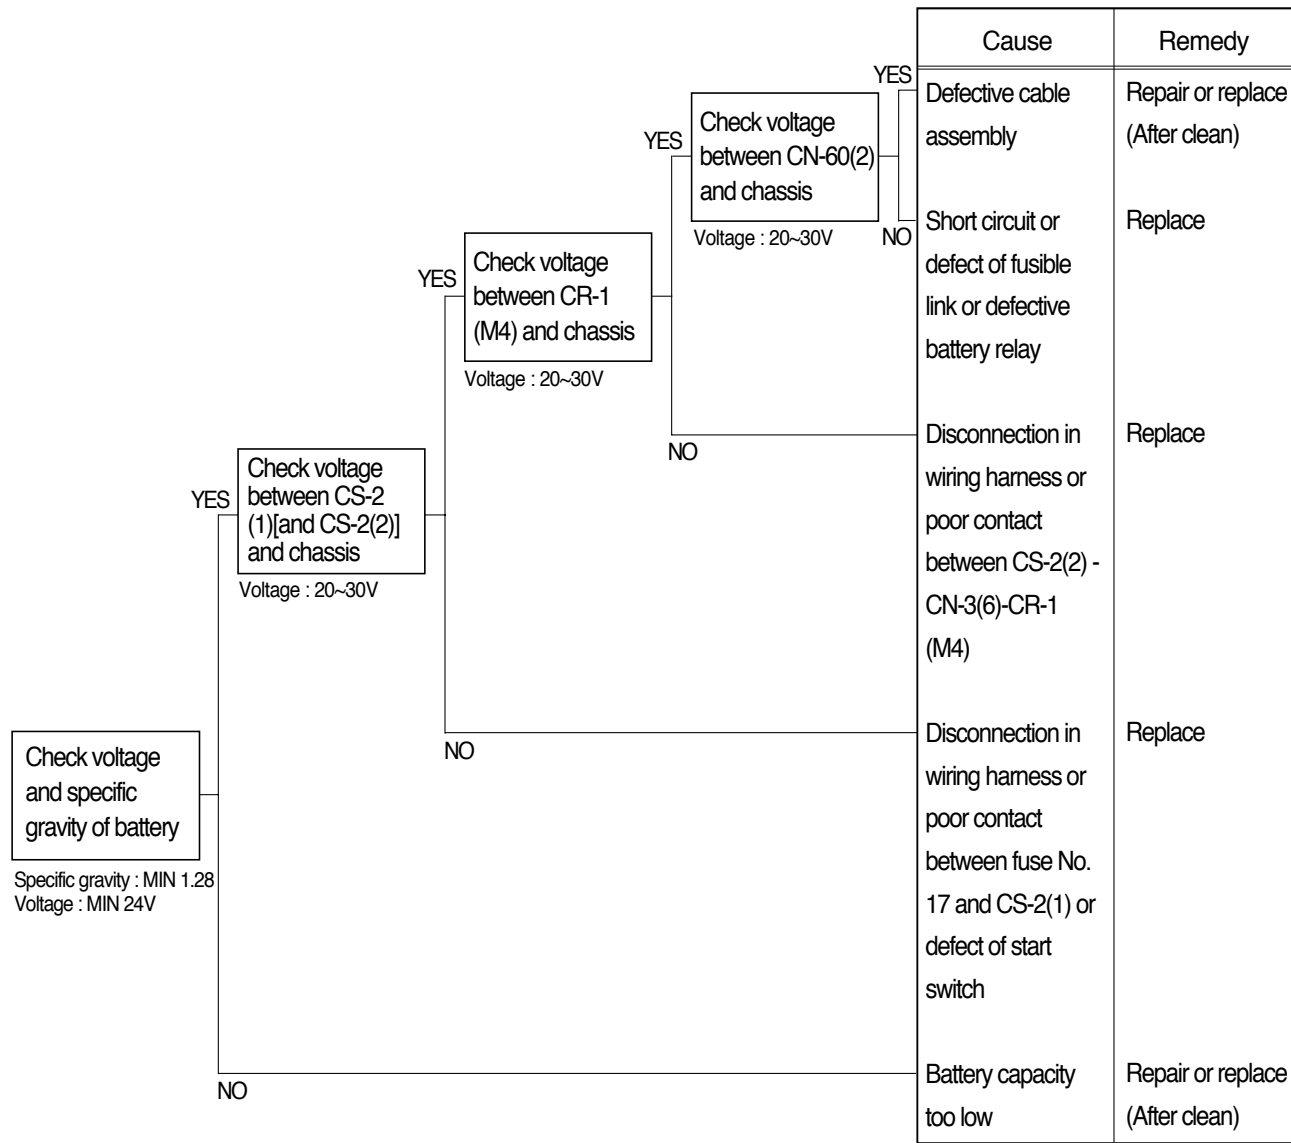 Cause
Remedy
YES
Defective cable
assembly
Repair or replace
(After clean)
YES
Check voltage
between CN-60(2)
and chassis
Voltage : 20~30V
NO
Short circuit or
defect of fusible
link or defective
battery relay
Replace
YES
Check voltage
between CR-1
(M4) and chassis
Voltage : 20~30V
NO
Disconnection in
wiring harness or
poor contact
between CS-2(2) -
CN-3(6)-CR-1
(M4)
Replace
YES
Check voltage
between CS-2
(1)[and CS-2(2)]
and chassis
Voltage : 20~30V
NO
Disconnection in
wiring harness or
poor contact
between fuse No.
17 and CS-2(1) or
defect of start
switch
Replace
Check voltage
and specific
gravity of battery
Specific gravity : MIN 1.28
Voltage : MIN 24V
NO
Battery capacity
too low
Repair or replace
(After clean)